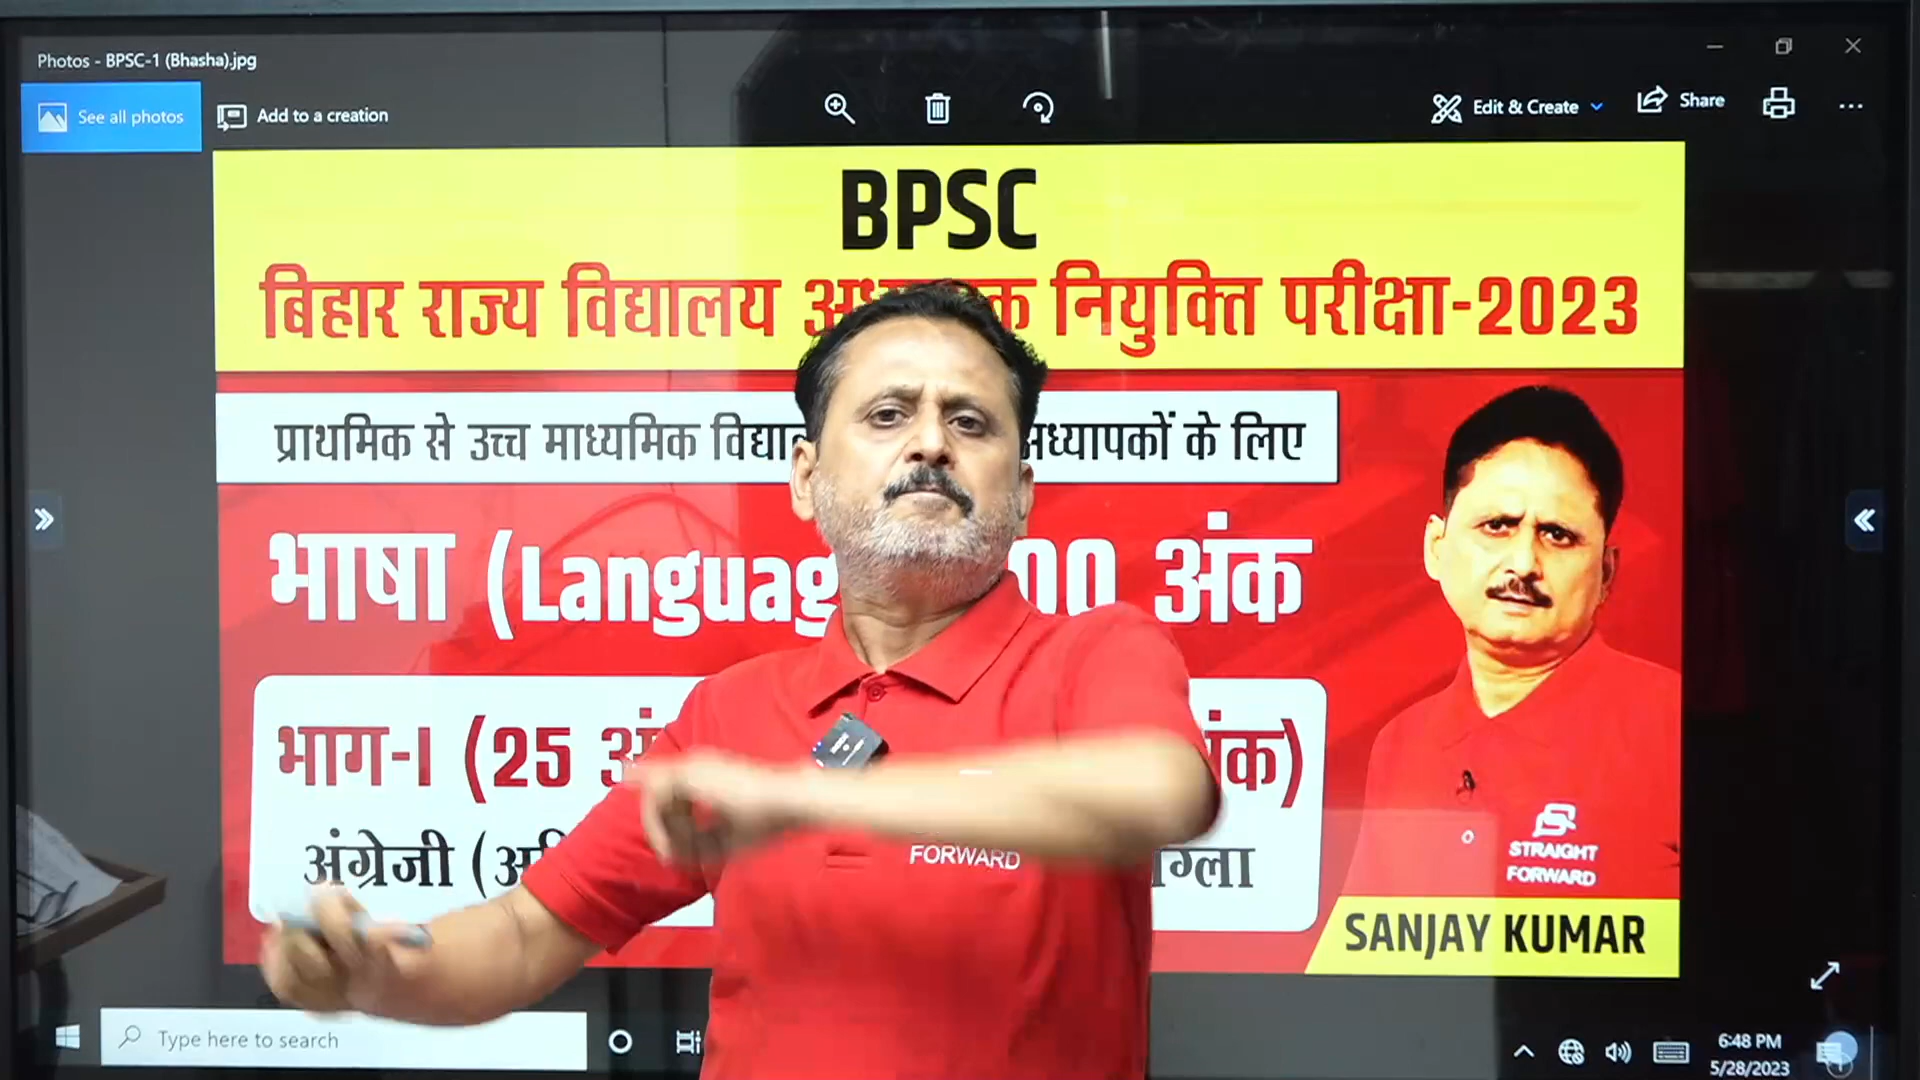 Photos - BPSC-1 (Bhasha).jpg
See all photos
Add to a creation
Edit & Create
Share
BPSC
बिहार राज्य विद्यालय नियुक्ति परीक्षा-2023
प्राथमिक से उच्च माध्यमिक के लिए
भाषा (Languag 00 अंक
भाग-I (25
अंग्रेजी
STRAIGHT
FORWARD
FORWARD
SANJAY KUMAR
Type here to search
6:48 PM
5/28/2023